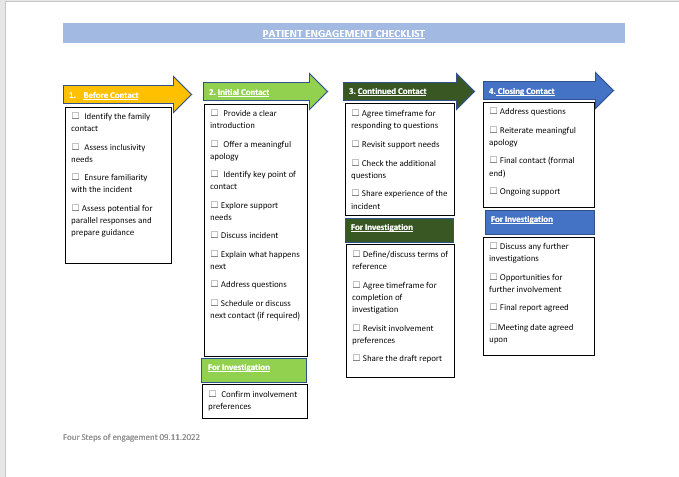 PATIENT ENGAGEMENT CHECKLIST
1. Before Contact
☐ Identify the family
contact
☐ Assess inclusivity
needs
☐ Ensure familiarity
with the incident
☐ Assess potential for
parallel responses and
prepare guidance
2. Initial Contact
☐ Provide a clear
introduction
☐ Offer a meaningful
apology
☐ Identify key point of
contact
☐ Explore support
needs
☐ Discuss incident
☐ Explain what happens
next
☐ Address questions
☐ Schedule or discuss
next contact (if required)
For Investigation
☐ Confirm involvement
preferences
3. Continued Contact
☐ Agree timeframe for
responding to questions
☐ Revisit support needs
☐ Check the additional
questions
☐ Share experience of the
incident
For Investigation
☐ Define/discuss terms of
reference
☐ Agree timeframe for
completion of
investigation
☐ Revisit involvement
preferences
☐ Share the draft report
4. Closing Contact
☐ Address questions
☐ Reiterate meaningful
apology
☐ Final contact (formal
end)
☐ Ongoing support
For Investigation
☐ Discuss any further
investigations
☐ Opportunities for
further involvement
☐ Final report agreed
☐Meeting date agreed
upon
Four Steps of engagement 09.11.2022